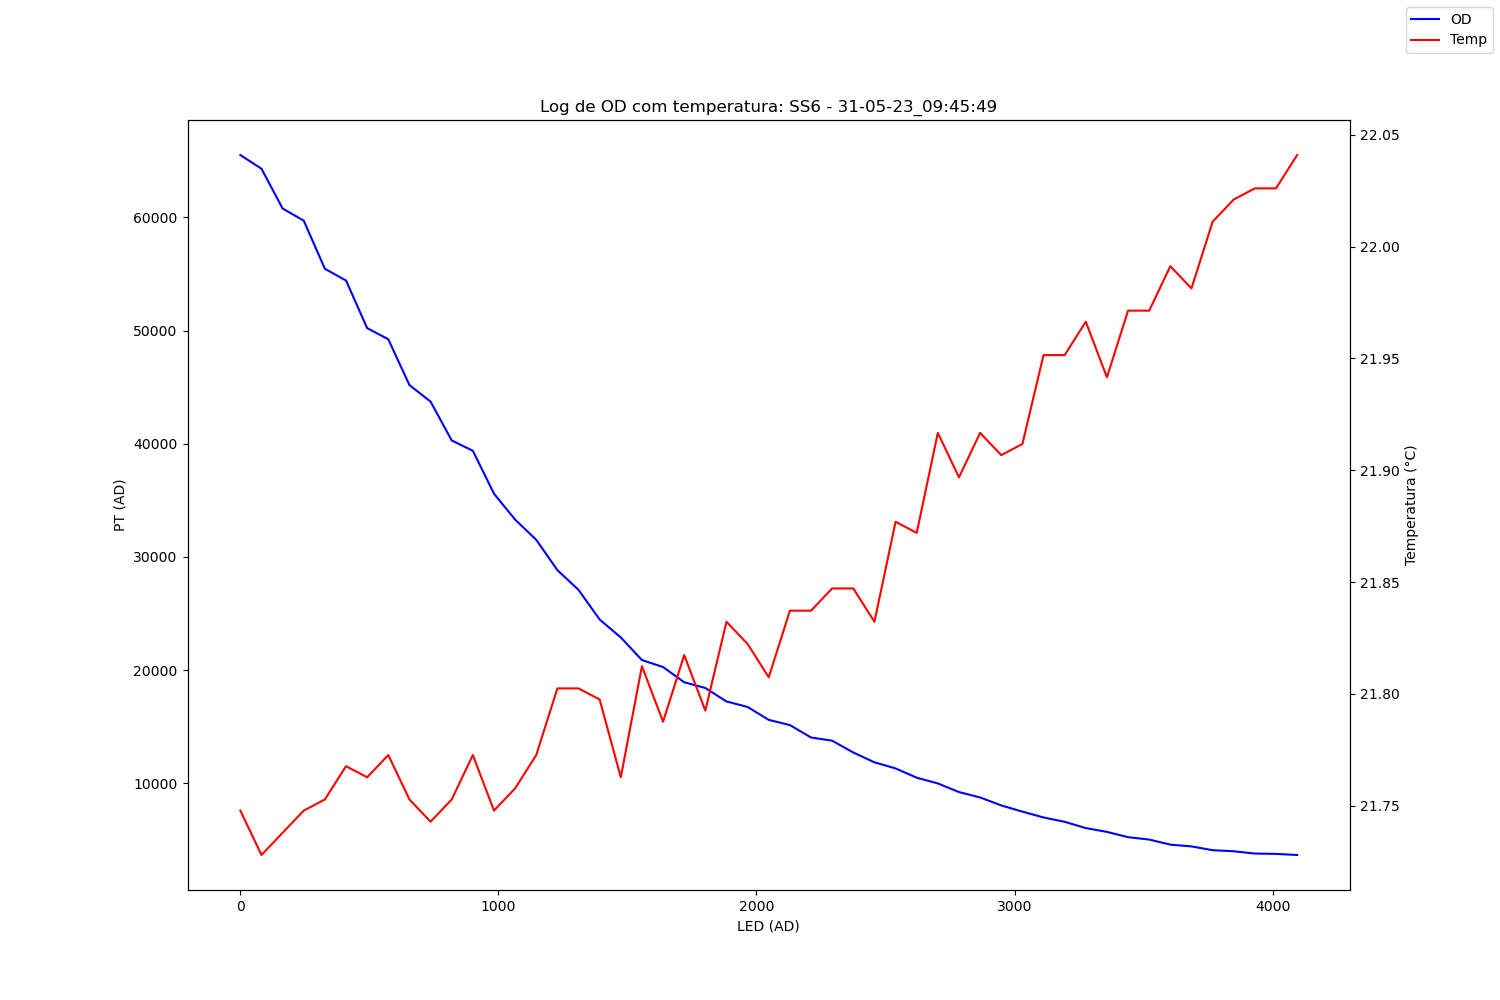 OD
Temp
Log de OD com temperatura: SS6 - 31-05-23_09:45:49
60000
50000
40000
30000
20000
10000
PT (AD)
22.05
22.00
21.95
21.90
21.85
21.80
21.75
Temperatura (°C)
0 1000 2000 3000 4000
LED (AD)